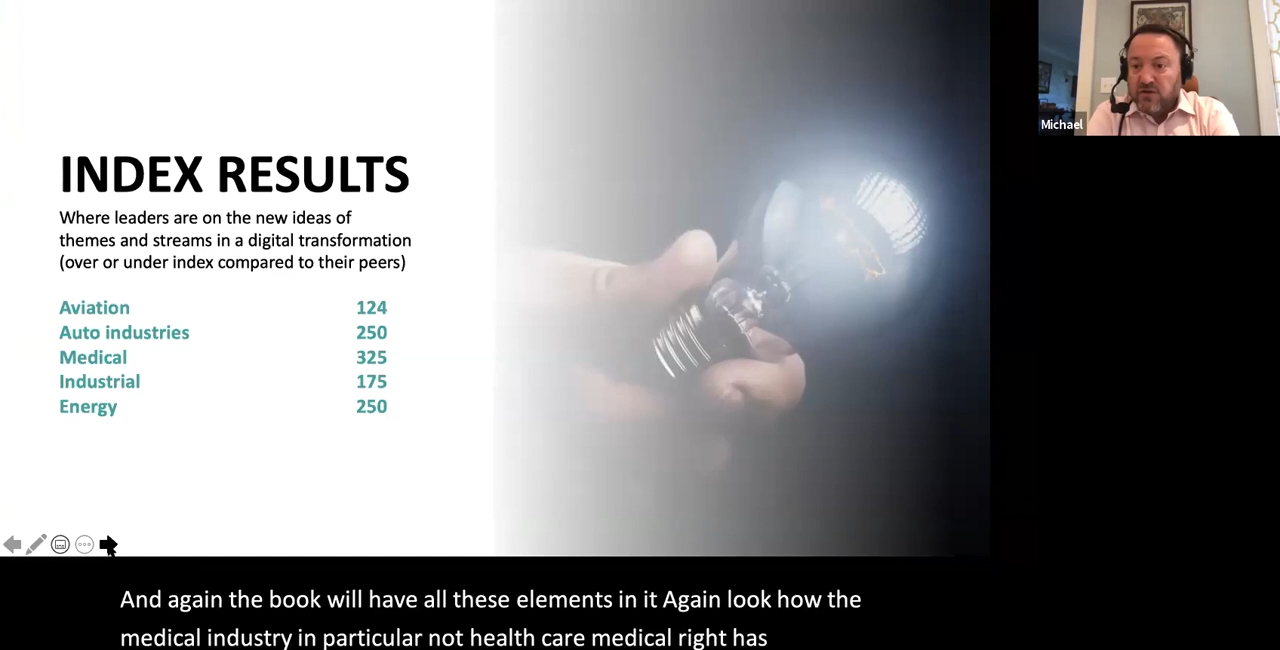 INDEX RESULTS
Where leaders are on the new ideas of
themes and streams in a digital transformation
(over or under index compared to their peers)
Aviation 124
Auto industries 250
Medical 325
Industrial 175
Energy 250
Michael
And again the book will have all these elements in it Again look how the
medical industry in particular not health care medical right has